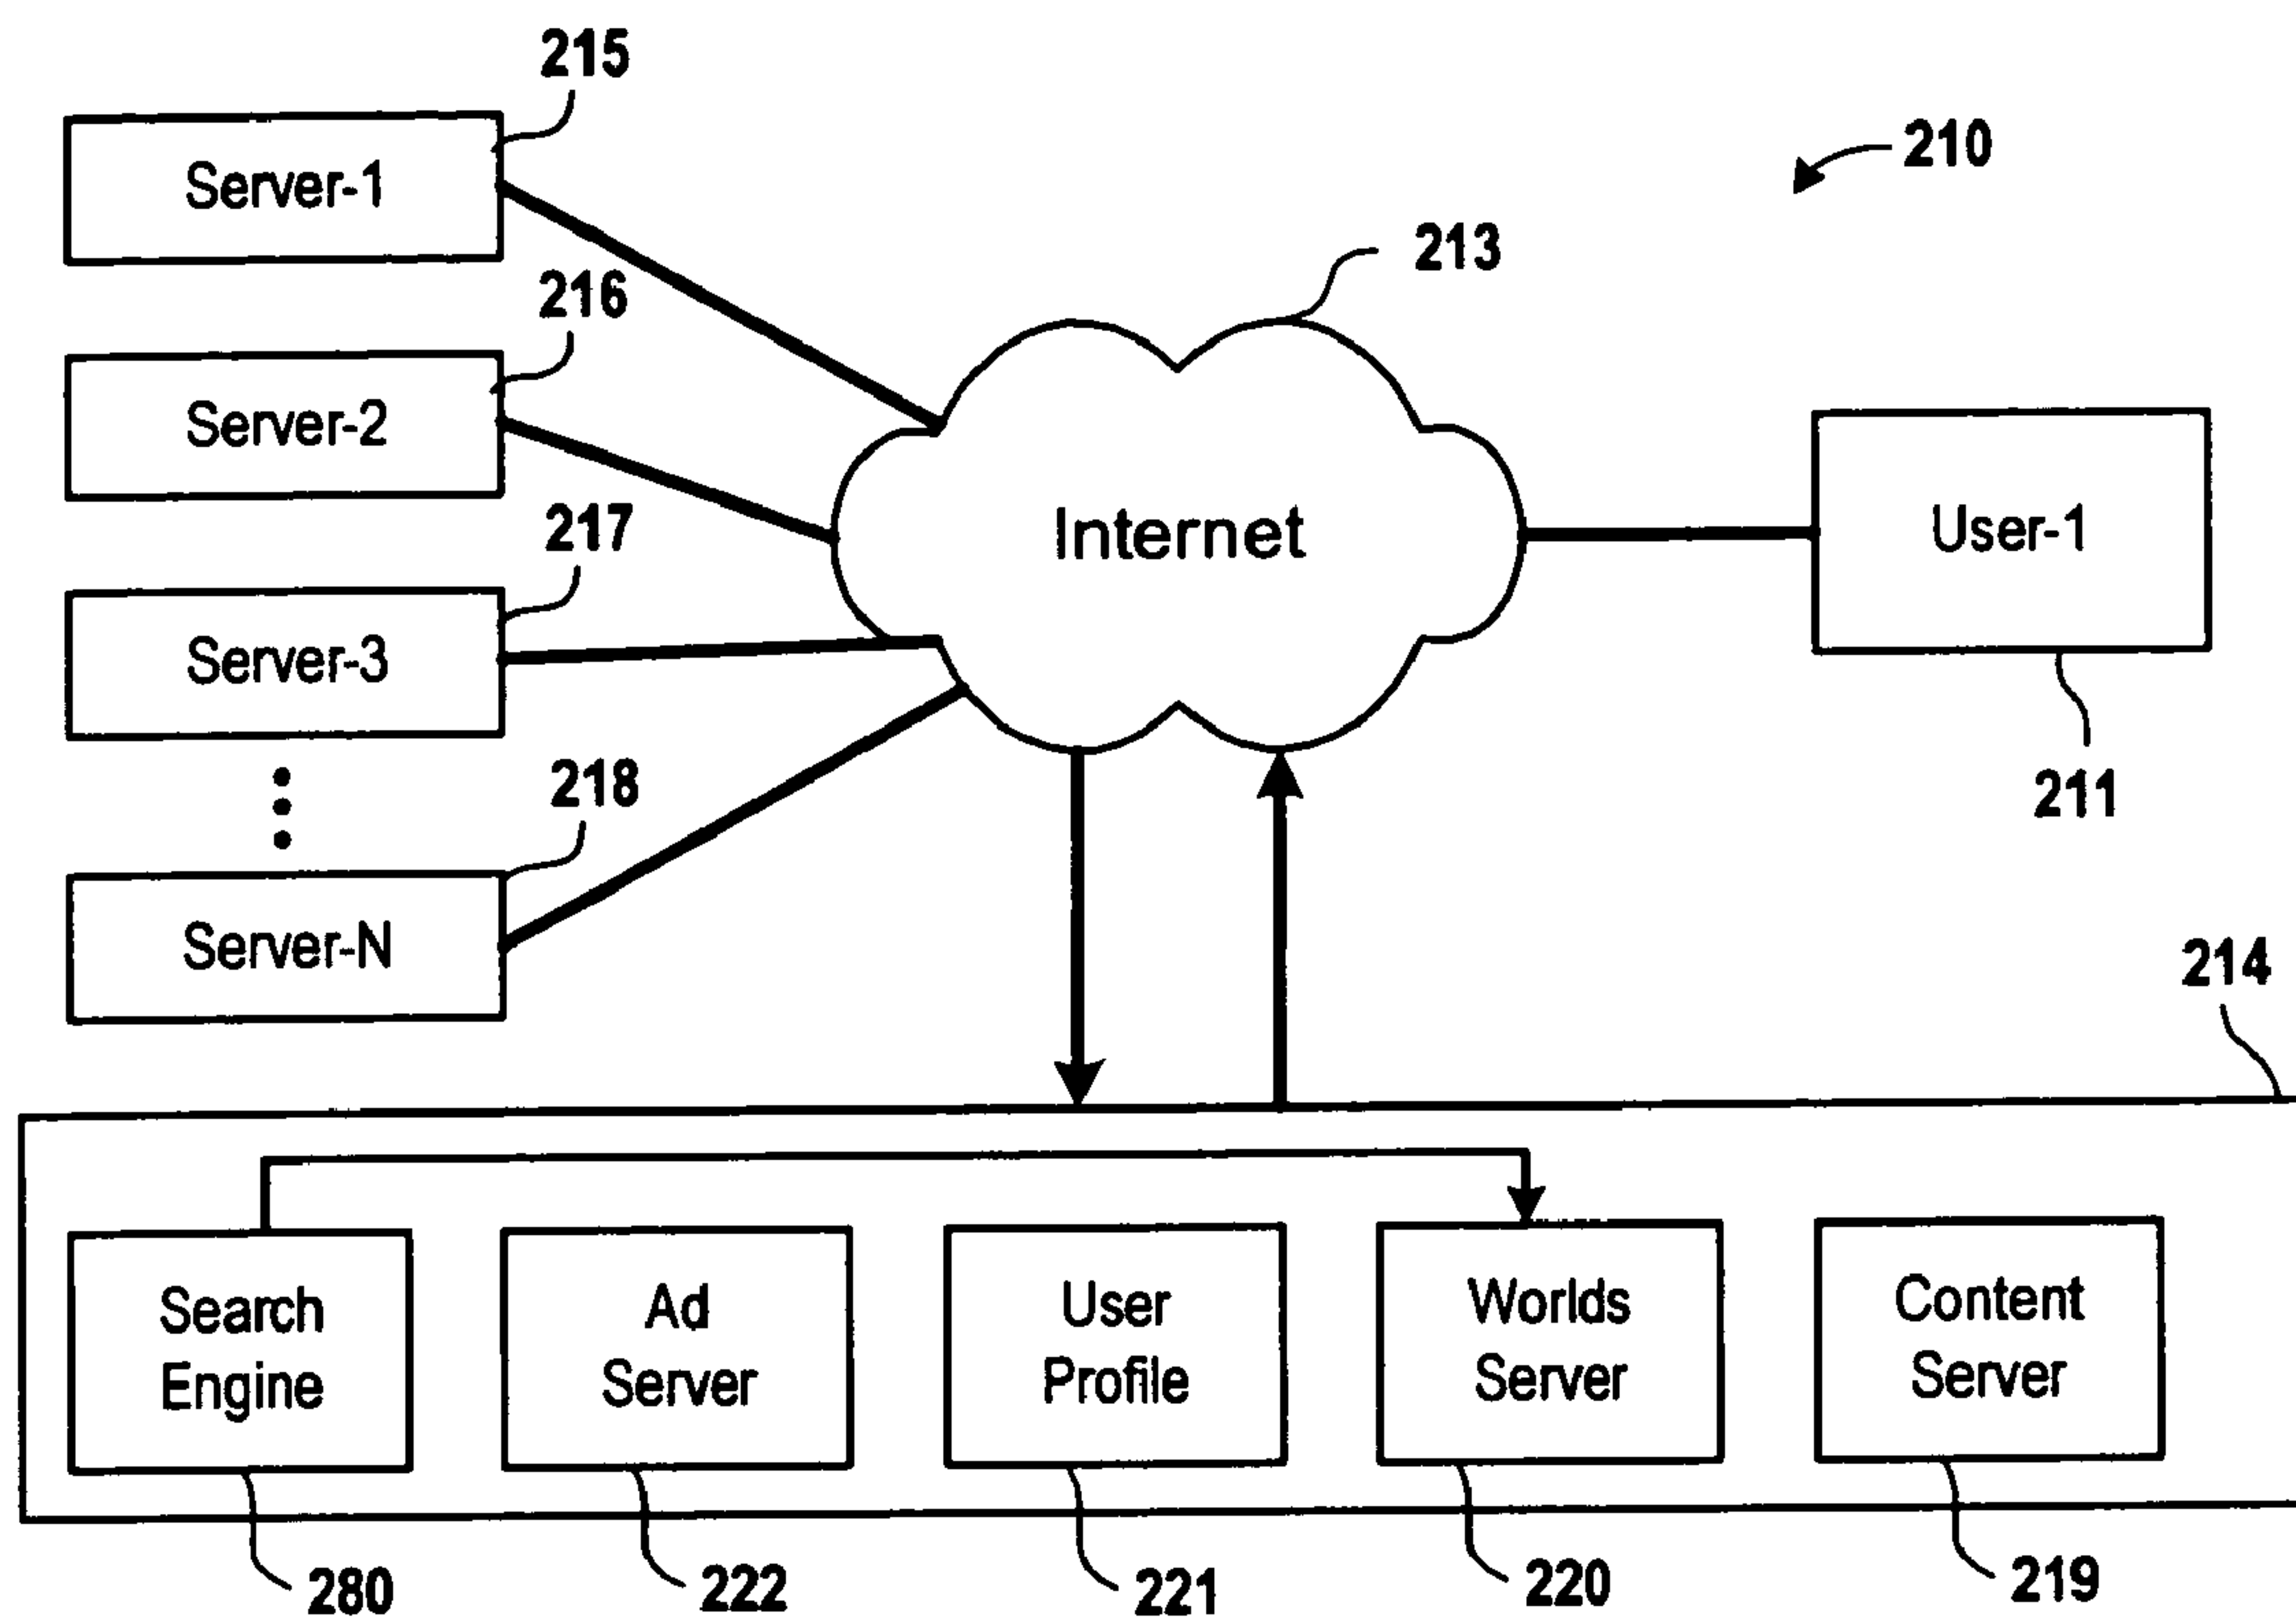 215
Server-1
210
213
216
Server-2
Internet
User-1
217
Server-3
211
218
Server-N
214
Search
Engine
Ad
Server
User
Profile
Worlds
Server
Content
Server
280
222
221
220
219